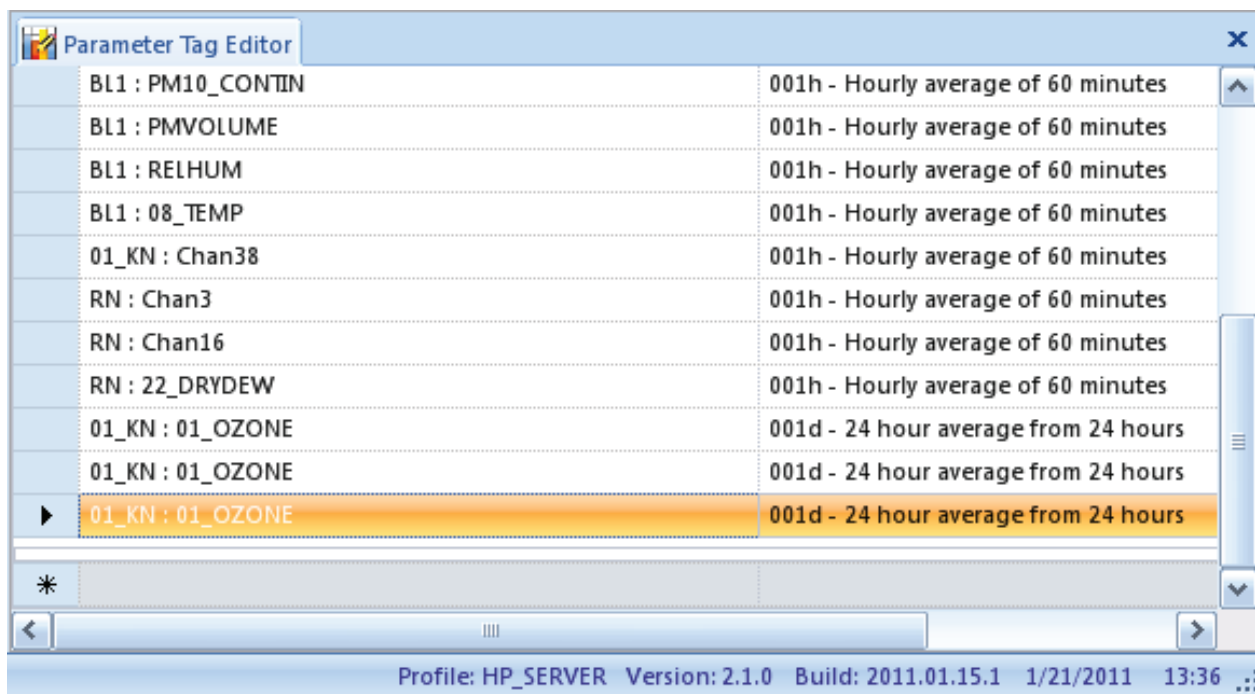 Parameter Tag Editor
BL1 : PM10_CONTIN 001h - Hourly average of 60 minutes
BL1 : PMVOLUME 001h - Hourly average of 60 minutes
BL1 : RELHUM 001h - Hourly average of 60 minutes
BL1 : 08_TEMP 001h - Hourly average of 60 minutes
01_KN : Chan38 001h - Hourly average of 60 minutes
RN : Chan3 001h - Hourly average of 60 minutes
RN : Chan16 001h - Hourly average of 60 minutes
RN : 22_DRYDEW 001h - Hourly average of 60 minutes
01_KN : 01_OZONE 001d - 24 hour average from 24 hours
01_KN : 01_OZONE 001d - 24 hour average from 24 hours
01_KN : 01_OZONE 001d - 24 hour average from 24 hours
Profile: HP_SERVER Version: 2.1.0 Build: 2011.01.15.1 1/21/2011 13:36